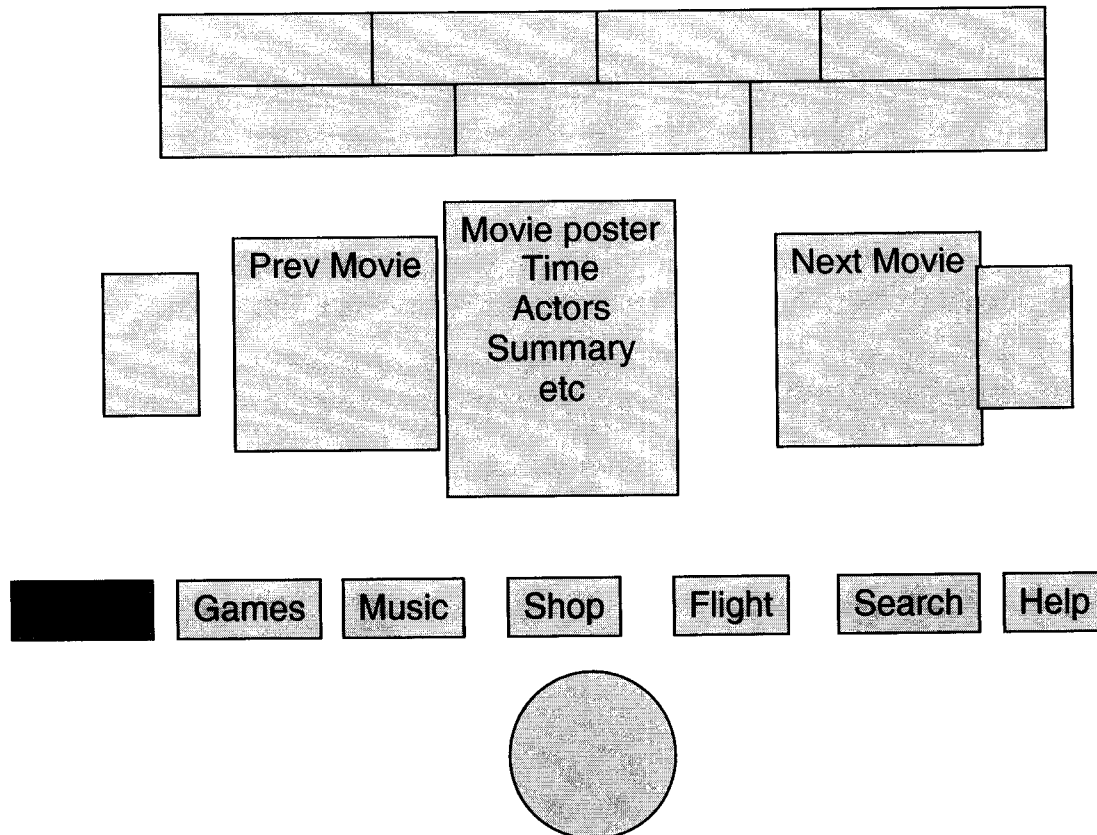 Prev Movie
Movie poster
Time
Actors
Summary
etc
Next Movie
Games
Music
Shop
Flight
Search
Help